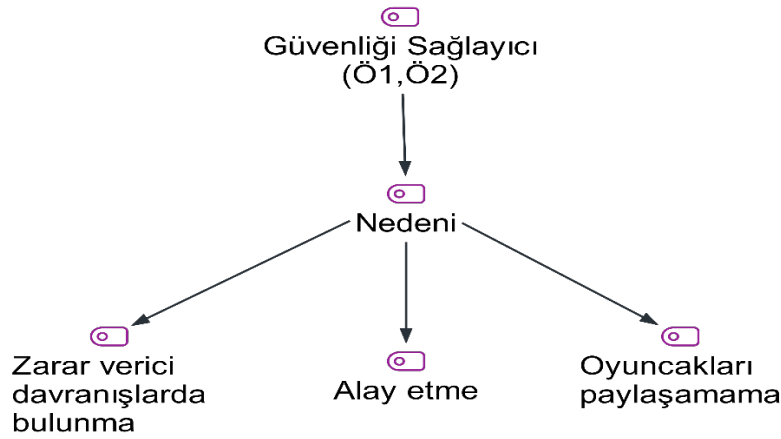 Güvenliği Sağlayıcı
(Ö1,Ö2)
Nedeni
Zarar verici
davranışlarda
bulunma
Alay etme
Oyuncakları
paylaşamama